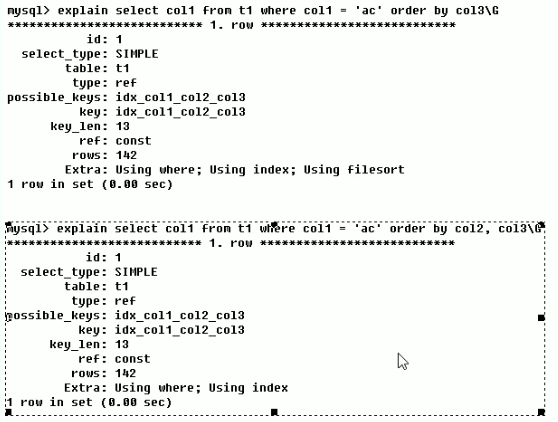 mysql> explain select col1 from t1 where col1 = 'ac' order by col3\G
*************************** 1. row ***************************
id: 1
select_type: SIMPLE
table: t1
type: ref
possible_keys: idx_col1_col2_col3
key: idx_col1_col2_col3
key_len: 13
ref: const
rows: 142
Extra: Using where; Using index; Using filesort
1 row in set (0.00 sec)
mysql> explain select col1 from t1 where col1 = 'ac' order by col2, col3\G
*************************** 1. row ***************************
id: 1
select_type: SIMPLE
table: t1
type: ref
possible_keys: idx_col1_col2_col3
key: idx_col1_col2_col3
key_len: 13
ref: const
rows: 142
Extra: Using where; Using index
1 row in set (0.00 sec)